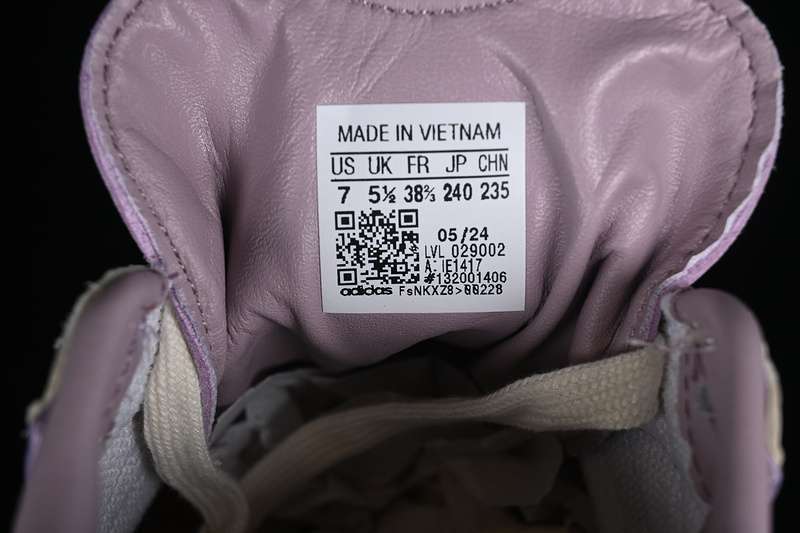 MADE IN VIETNAM
US UK FR JP CHN
7 5½ 38⅔ 240 235
05/24
LVL 029002
A: IE1417
#132001406
adidas FsNKXZ8>00228